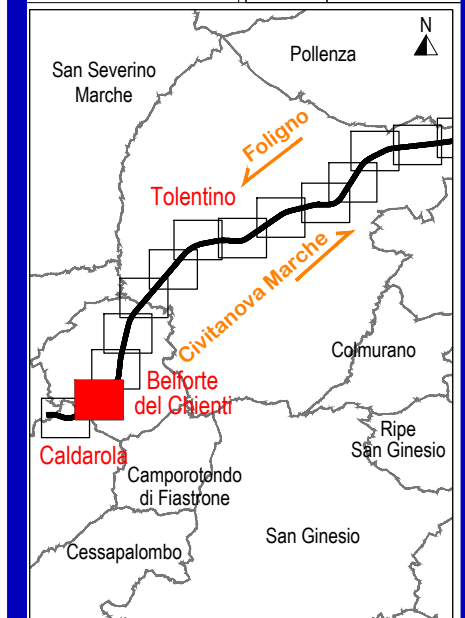 N
Pollenza
San Severino
Marche
Foligno
Tolentino
Civitanova Marche
Colmurano
Belforte
del Chienti
Ripe
San Ginesio
Caldarola
Camporotondo
di Fiastrone
San Ginesio
Cessapalombo